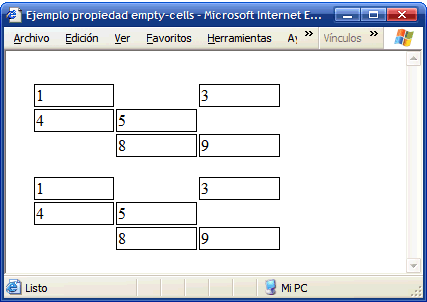 Ejemplo propiedad empty-cells - Microsoft Internet E...
Archivo Edición Ver Favoritos Herramientas Ay » Vínculos »
1 3
4 5
8 9
1 3
4 5
8 9
Listo Mi PC